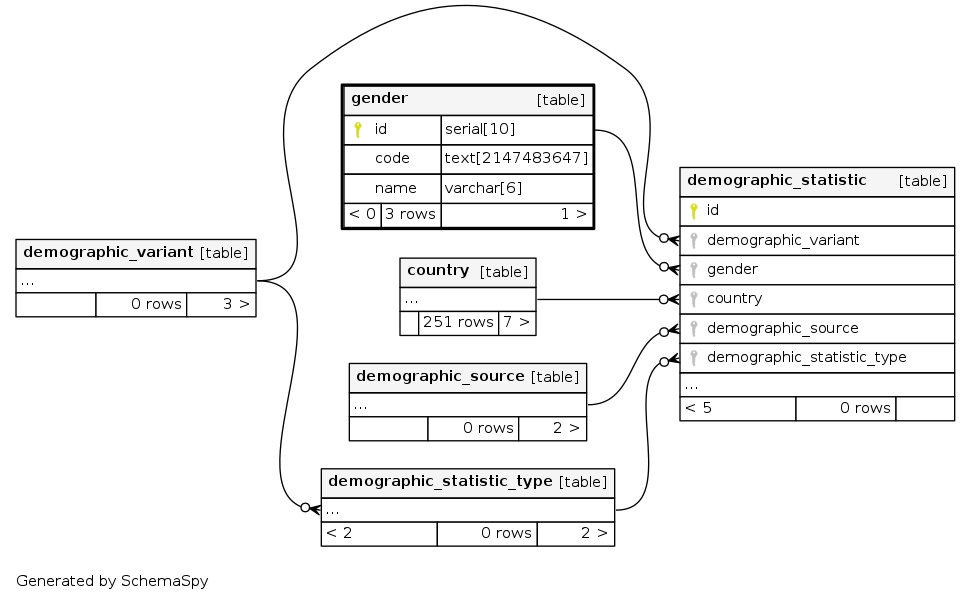 gender [table]
id serial[10]
code text[2147483647]
name varchar[6]
< 0 3 rows 1 >
demographic_statistic [table]
id
demographic_variant
gender
country
demographic_source
demographic_statistic_type
...
< 5 0 rows
demographic_variant [table]
...
0 rows 3 >
country [table]
...
251 rows 7 >
demographic_source [table]
...
0 rows 2 >
demographic_statistic_type [table]
...
< 2 0 rows 2 >
Generated by SchemaSpy